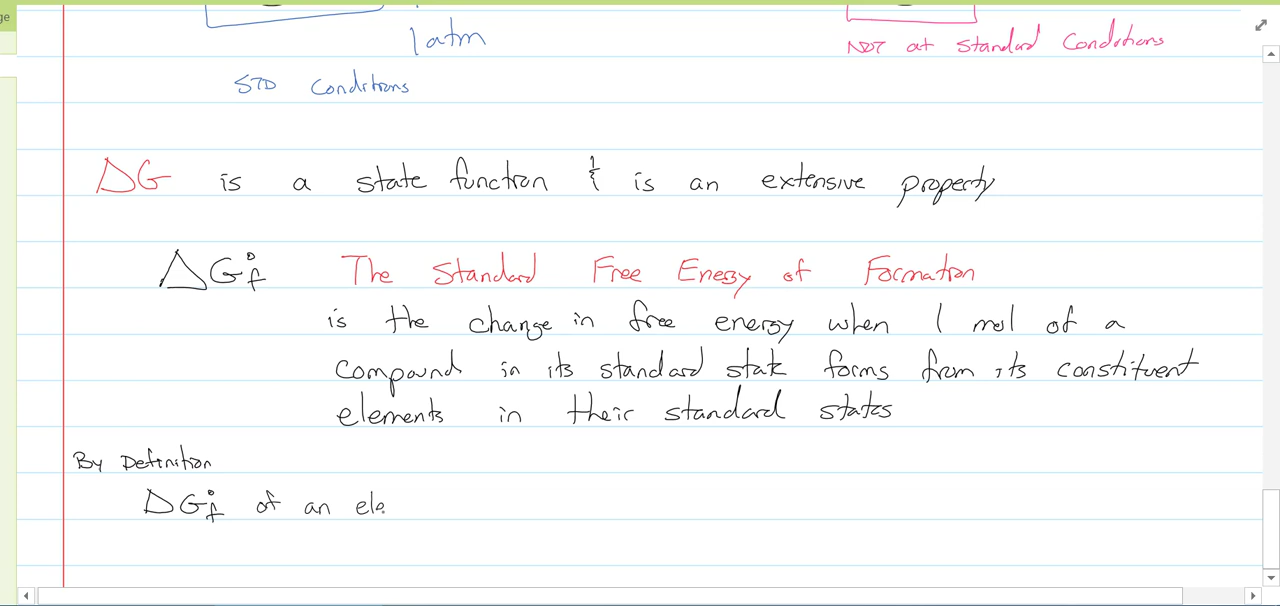 ge
1 atm
NOT at standard conditions
STD conditions
ΔG is a state function & is an extensive property
ΔG°f The Standard Free Energy of Formation
is the change in free energy when 1 mol of a
compound in its standard state forms from its constituent
elements in their standard states
By Definition
ΔG°f of an ele